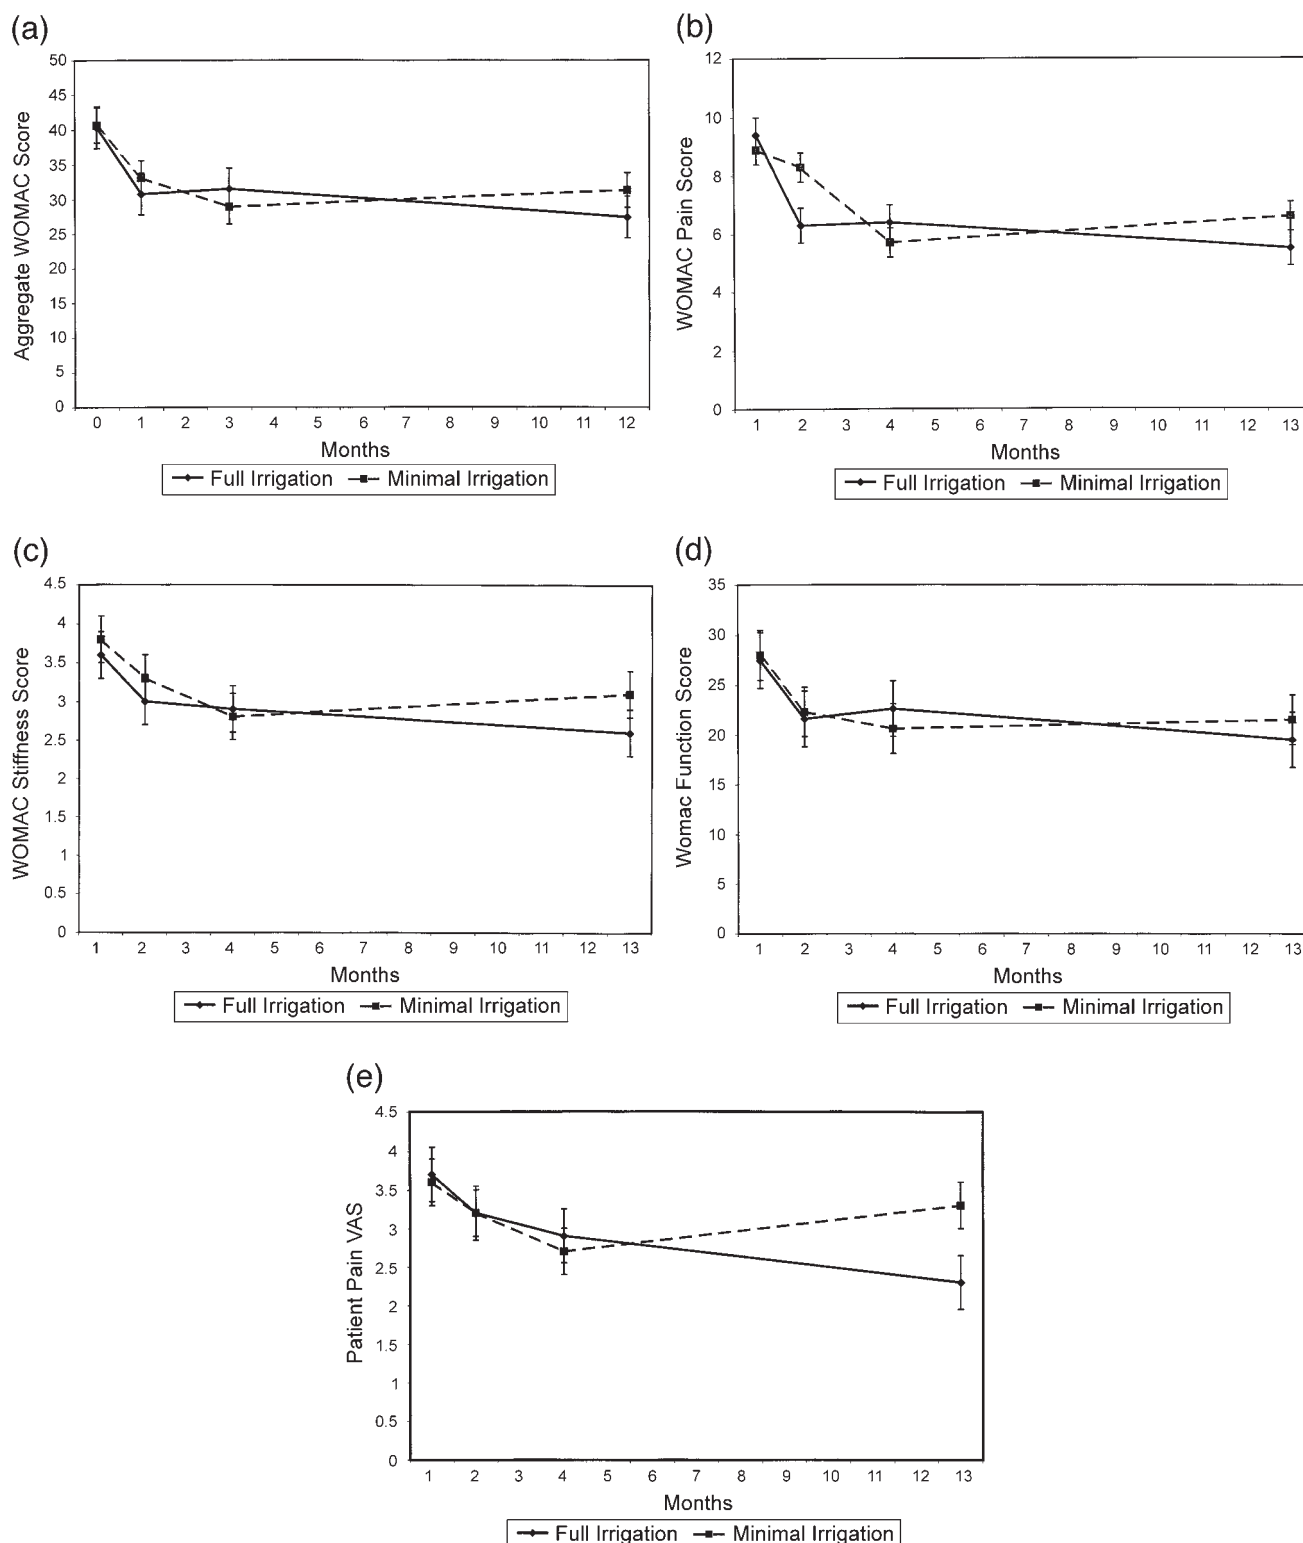 (a)
Aggregate WOMAC Score
50
45
40
35
30
25
20
15
10
5
0
0 1 2 3 4 5 6 7 8 9 10 11 12
Months
Full Irrigation Minimal Irrigation
(b)
WOMAC Pain Score
12
10
8
6
4
2
0
1 2 3 4 5 6 7 8 9 10 11 12 13
Months
Full Irrigation Minimal Irrigation
(c)
WOMAC Stiffness Score
4.5
4
3.5
3
2.5
2
1.5
1
0.5
0
1 2 3 4 5 6 7 8 9 10 11 12 13
Months
Full Irrigation Minimal Irrigation
(d)
Womac Function Score
35
30
25
20
15
10
5
0
1 2 3 4 5 6 7 8 9 10 11 12 13
Months
Full Irrigation Minimal Irrigation
(e)
Patient Pain VAS
4.5
4
3.5
3
2.5
2
1.5
1
0.5
0
1 2 3 4 5 6 7 8 9 10 11 12 13
Months
Full Irrigation Minimal Irrigation